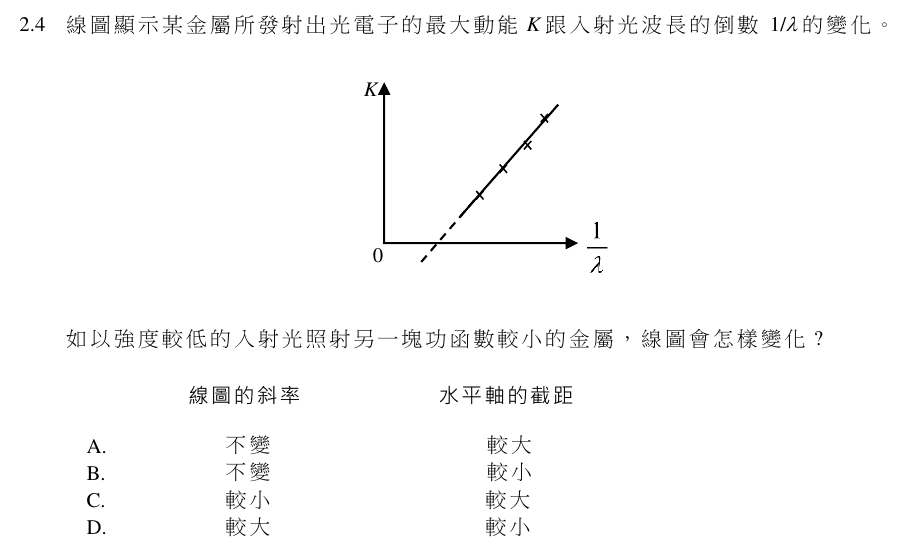 2.4 線圖顯示某金屬所發射出光電子的最大動能 K 跟入射光波長的倒數 1/λ 的變化。
K
0
1
λ
如以強度較低的入射光照射另一塊功函數較小的金屬，線圖會怎樣變化？
線圖的斜率 水平軸的截距
A. 不變 較大
B. 不變 較小
C. 較小 較大
D. 較大 較小